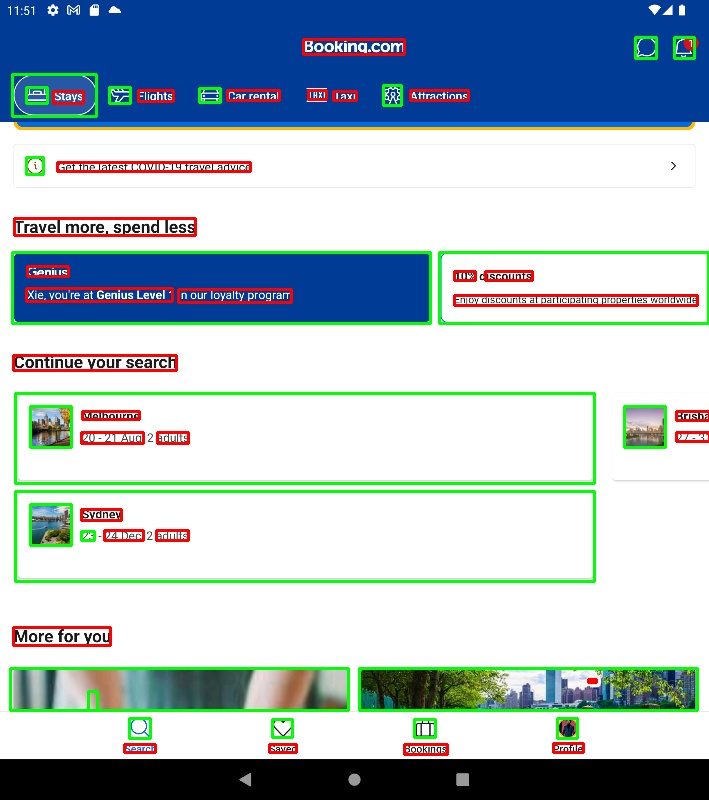 11:51
Booking.com
Stays
Flights
Car rental
Taxi
Attractions
Get the latest COVID-19 travel advice
Travel more, spend less
Genius
Xie, you're at Genius Level 1 in our loyalty program
10% discounts
Enjoy discounts at participating properties worldwide
Continue your search
Melbourne
20 - 21 Aug 2 adults
Brisba
27 - 3
Sydney
23 - 24 Dec 2 adults
More for you
Search
Saved
Bookings
Profile